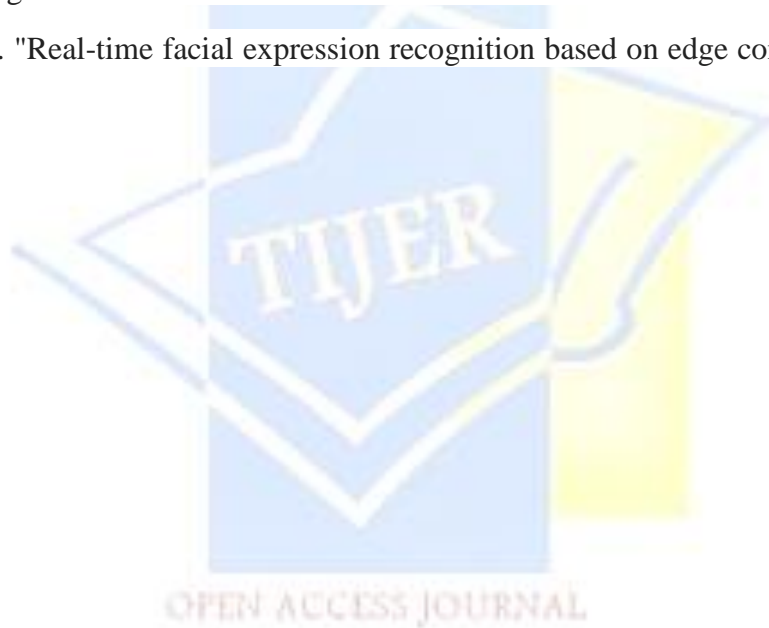 g
. "Real-time facial expression recognition based on edge co
TIJER
OPEN ACCESS JOURNAL